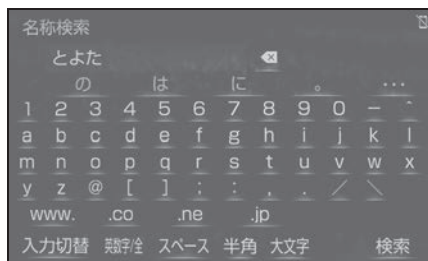 名称検索
とよた
の は に 。 ...
1 2 3 4 5 6 7 8 9 0 - ^
a b c d e f g h i j k l
m n o p q r s t u v w x
y z @ [ ] ; : , . / \
www. .co .ne .jp
入力切替 英数字/全 スペース 半角 大文字 検索